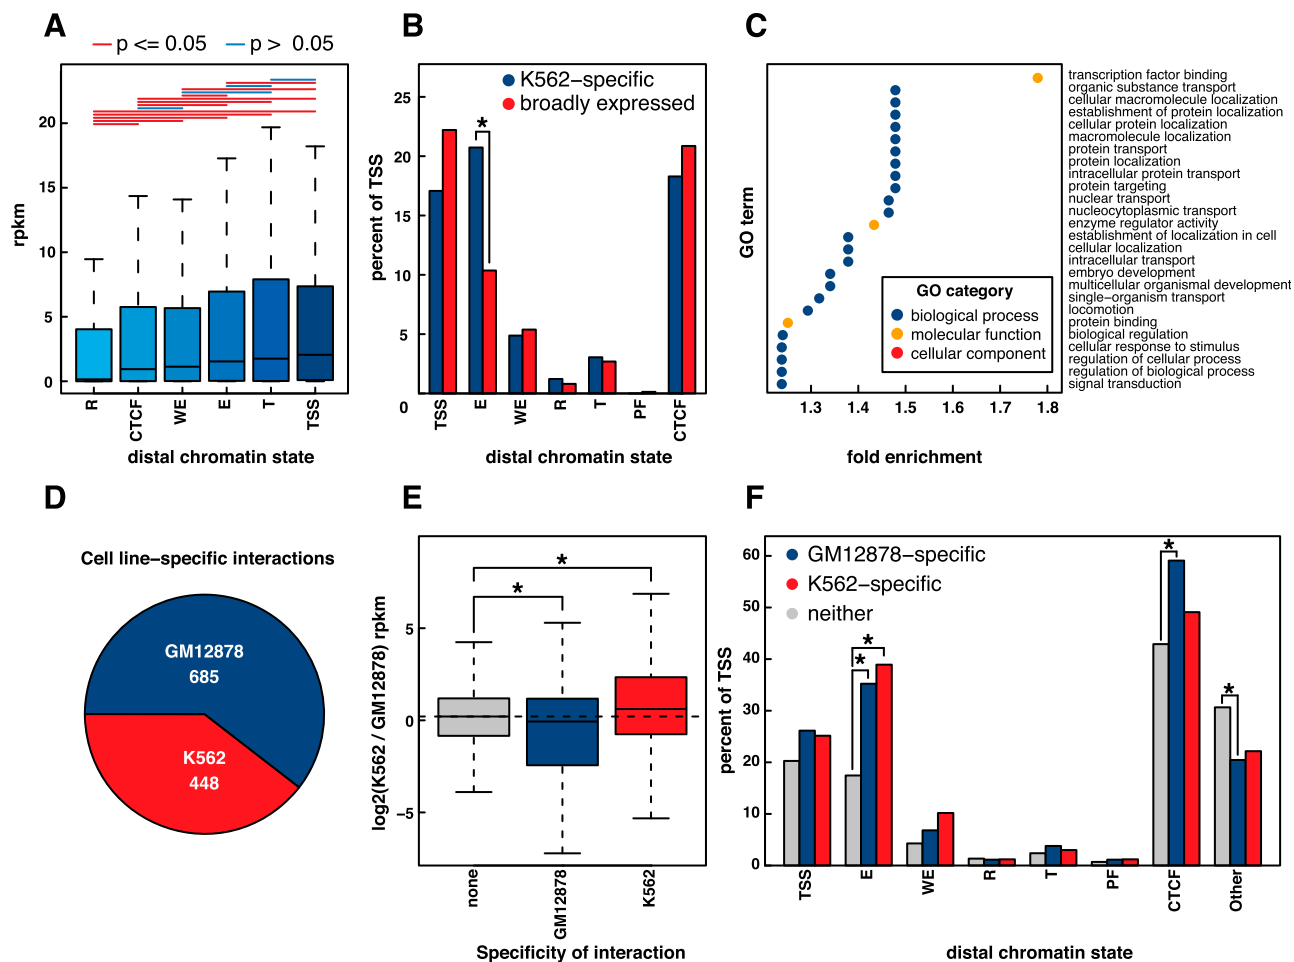 A
p <= 0.05
p > 0.05
rpkm
20
15
10
5
0
R
CTCF
WE
E
T
TSS
distal chromatin state
B
K562−specific
broadly expressed
*
percent of TSS
25
20
15
10
5
0
TSS
E
WE
R
T
PF
CTCF
distal chromatin state
C
GO term
transcription factor binding
organic substance transport
cellular macromolecule localization
establishment of protein localization
cellular protein localization
macromolecule localization
protein transport
protein localization
intracellular protein transport
protein targeting
nuclear transport
nucleocytoplasmic transport
enzyme regulator activity
establishment of localization in cell
cellular localization
intracellular transport
embryo development
multicellular organismal development
single−organism transport
locomotion
protein binding
biological regulation
cellular response to stimulus
regulation of cellular process
regulation of biological process
signal transduction
GO category
biological process
molecular function
cellular component
1.3
1.4
1.5
1.6
1.7
1.8
fold enrichment
D
Cell line−specific interactions
GM12878
685
K562
448
E
log2(K562 / GM12878) rpkm
*
*
5
0
−5
none
GM12878
K562
Specificity of interaction
F
GM12878−specific
K562−specific
neither
percent of TSS
60
50
40
30
20
10
0
*
*
*
*
TSS
E
WE
R
T
PF
CTCF
Other
distal chromatin state